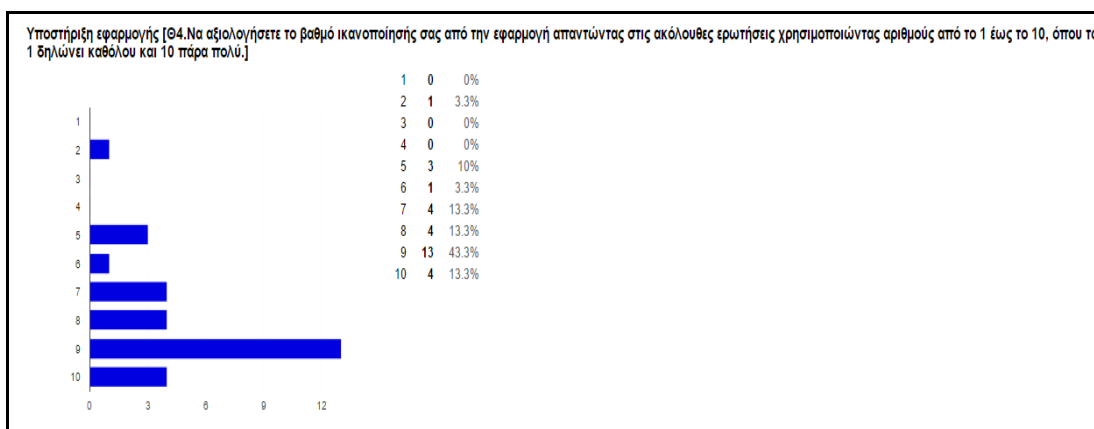 Υποστήριξη εφαρμογής [Θ4.Να αξιολογήσετε το βαθμό ικανοποίησής σας από την εφαρμογή απαντώντας στις ακόλουθες ερωτήσεις χρησιμοποιώντας αριθμούς από το 1 έως το 10, όπου το
1 δηλώνει καθόλου και 10 πάρα πολύ.]
1 0 0%
2 1 3.3%
3 0 0%
4 0 0%
5 3 10%
6 1 3.3%
7 4 13.3%
8 4 13.3%
9 13 43.3%
10 4 13.3%
1
2
3
4
5
6
7
8
9
10
0 3 6 9 12